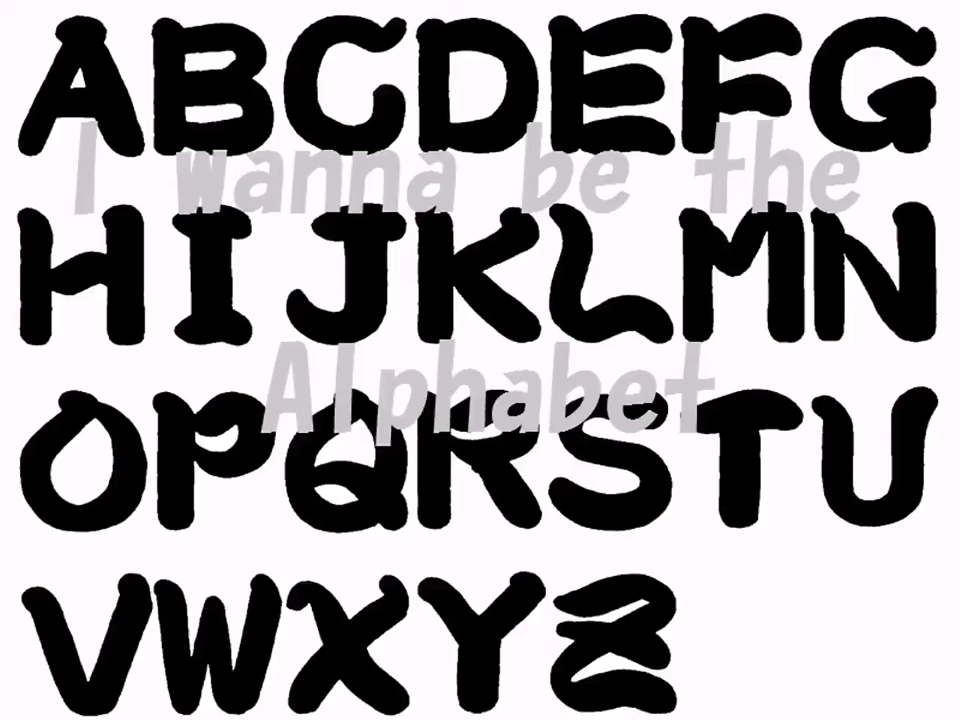 ABCDEFG
I wanna be the
HIJKLMN
Alphabet
OPQRSTU
VWXYZ